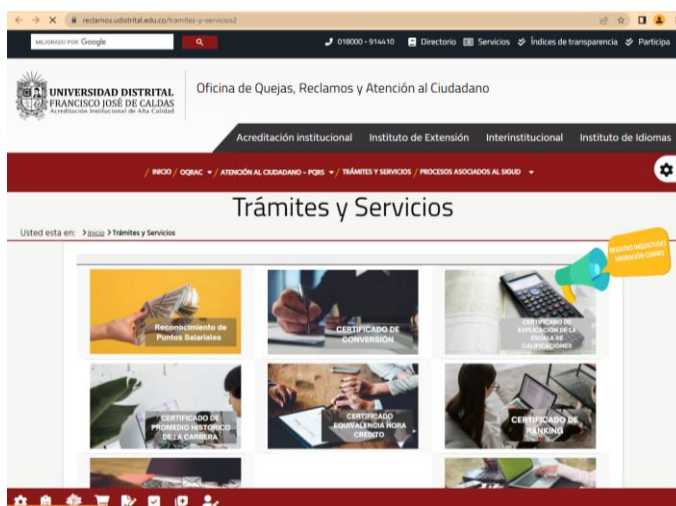 reclamos.udistrital.edu.co/tramites-y-servicios2
MEJORADO POR Google
018000 - 914410
Directorio
Servicios
Índices de transparencia
Participa
UNIVERSIDAD DISTRITAL
FRANCISCO JOSÉ DE CALDAS
Acreditación Institucional de Alta Calidad
Oficina de Quejas, Reclamos y Atención al Ciudadano
Acreditación institucional
Instituto de Extensión
Interinstitucional
Instituto de Idiomas
/ INICIO / OQRAC / ATENCIÓN AL CIUDADANO – PQRS / TRÁMITES Y SERVICIOS / PROCESOS ASOCIADOS AL SIGUD
Trámites y Servicios
Usted esta en: > Inicio > Trámites y Servicios
REGISTRO INQUIETUDES
MIGRACIÓN CORREO
Reconocimiento de
Puntos Salariales
CERTIFICADO DE
CONVERSIÓN
CERTIFICADO DE
EXPLICACIÓN DE LA
ESCALA DE
CALIFICACIONES
CERTIFICADO DE
PROMEDIO HISTORICO
DE LA CARRERA
CERTIFICADO
EQUIVALENCIA HORA
CREDITO
CERTIFICADO DE
RANKING